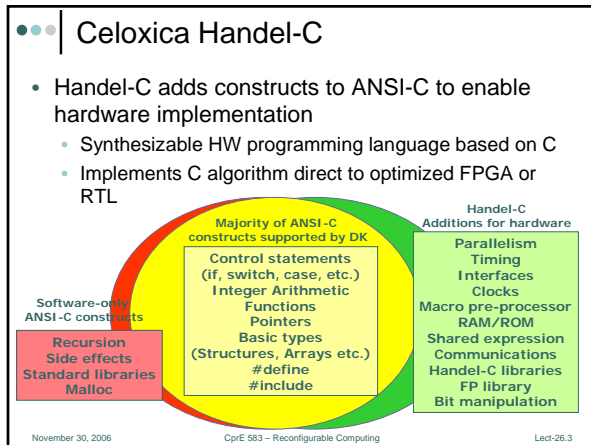 Celoxica Handel-C
• Handel-C adds constructs to ANSI-C to enable
hardware implementation
• Synthesizable HW programming language based on C
• Implements C algorithm direct to optimized FPGA or
RTL
Majority of ANSI-C
constructs supported by DK
Control statements
(if, switch, case, etc.)
Integer Arithmetic
Functions
Pointers
Basic types
(Structures, Arrays etc.)
#define
#include
Software-only
ANSI-C constructs
Recursion
Side effects
Standard libraries
Malloc
Handel-C
Additions for hardware
Parallelism
Timing
Interfaces
Clocks
Macro pre-processor
RAM/ROM
Shared expression
Communications
Handel-C libraries
FP library
Bit manipulation
November 30, 2006
CprE 583 – Reconfigurable Computing
Lect-26.3